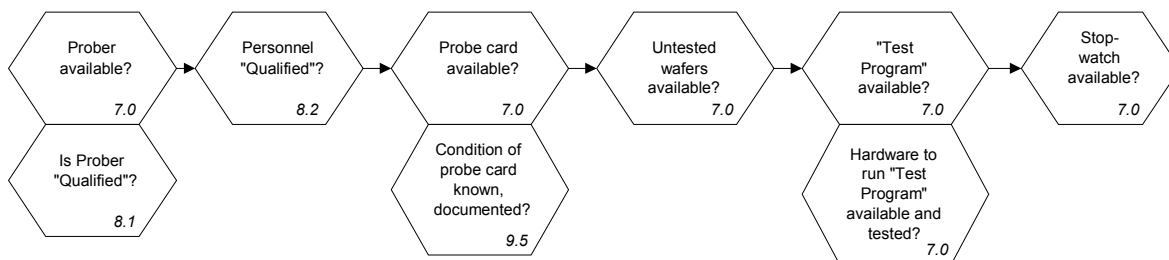 Prober
available?
7.0
Is Prober
"Qualified"?
8.1
Personnel
"Qualified"?
8.2
Probe card
available?
7.0
Condition of
probe card
known,
documented?
9.5
Untested
wafers
available?
7.0
"Test
Program"
available?
7.0
Hardware to
run "Test
Program"
available and
tested?
7.0
Stop-
watch
available?
7.0